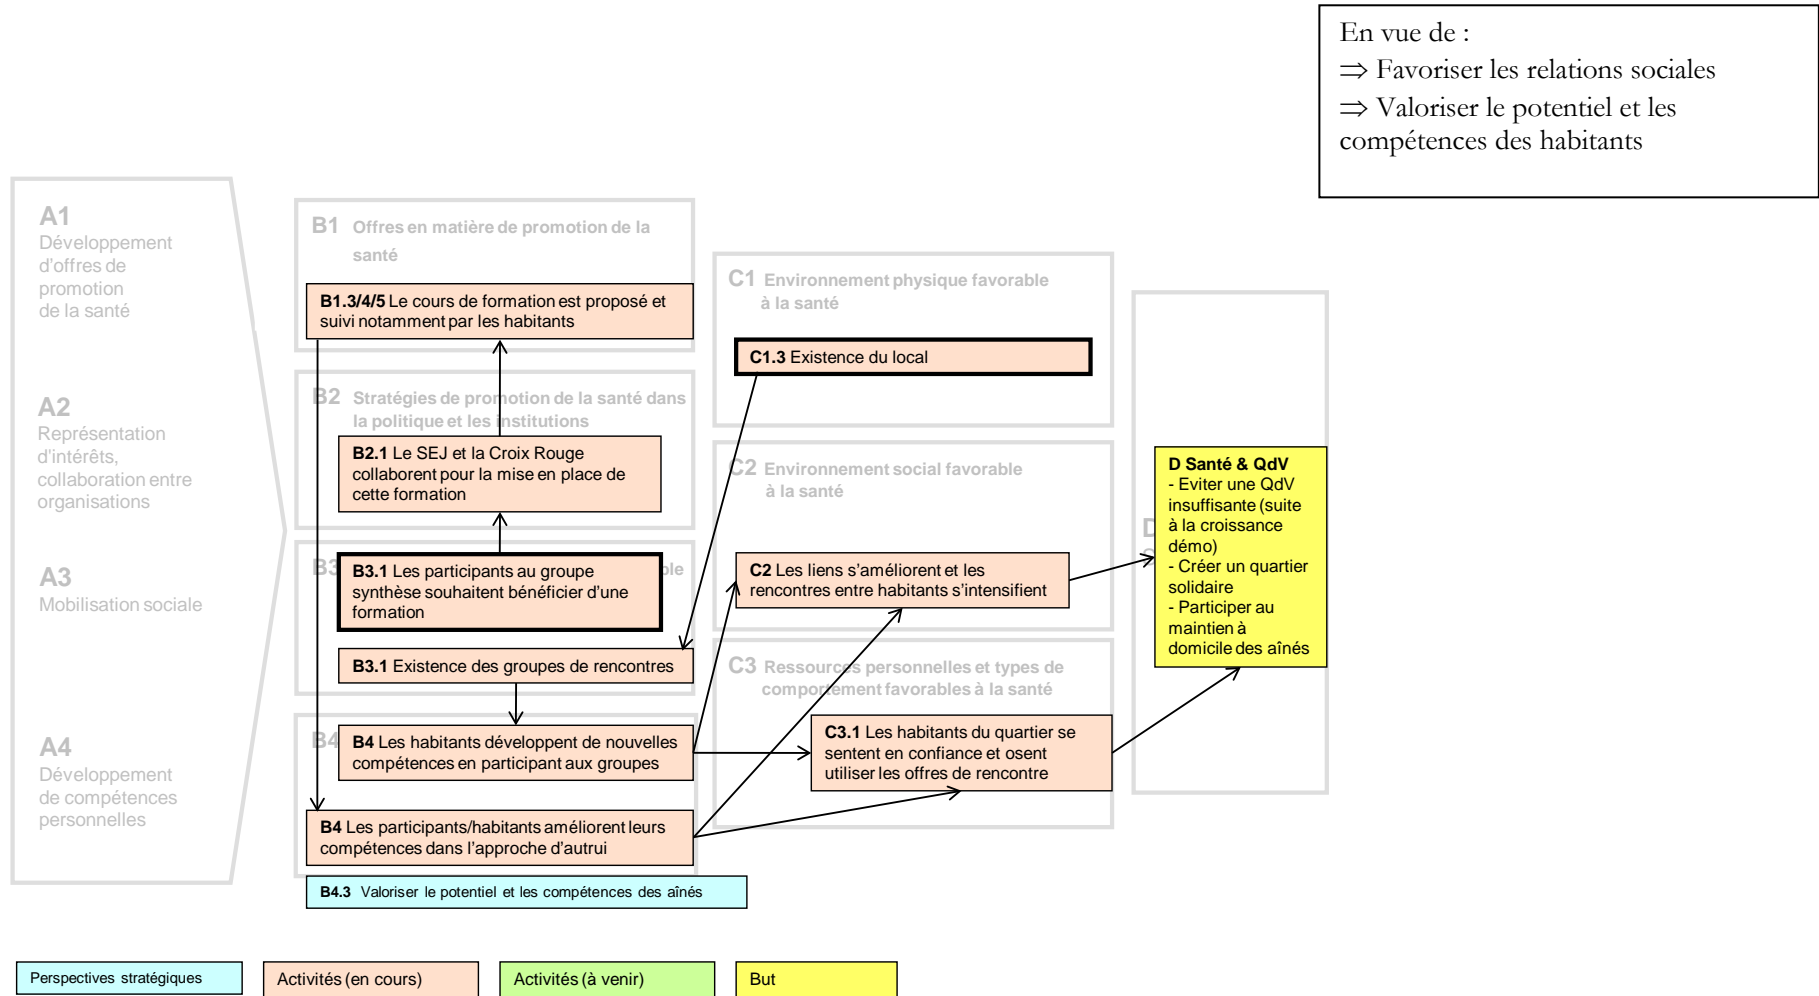 En vue de :
⇒ Favoriser les relations sociales
⇒ Valoriser le potentiel et les
compétences des habitants
A1
Développement
d'offres de
promotion
de la santé
A2
Représentation
d'intérêts,
collaboration entre
organisations
A3
Mobilisation sociale
A4
Développement
de compétences
personnelles
B1 Offres en matière de promotion de la
santé
B1.3/4/5 Le cours de formation est proposé et
suivi notamment par les habitants
B2 Stratégies de promotion de la santé dans
la politique et les institutions
B2.1 Le SEJ et la Croix Rouge
collaborent pour la mise en place de
cette formation
B3
B3.1 Les participants au groupe
synthèse souhaitent bénéficier d'une
formation
B3.1 Existence des groupes de rencontres
B4
B4 Les habitants développent de nouvelles
compétences en participant aux groupes
B4 Les participants/habitants améliorent leurs
compétences dans l'approche d'autrui
B4.3 Valoriser le potentiel et les compétences des aînés
C1 Environnement physique favorable
à la santé
C1.3 Existence du local
C2 Environnement social favorable
à la santé
C2 Les liens s'améliorent et les
rencontres entre habitants s'intensifient
C3 Ressources personnelles et types de
comportement favorables à la santé
C3.1 Les habitants du quartier se
sentent en confiance et osent
utiliser les offres de rencontre
D
D Santé & QdV
- Eviter une QdV
insuffisante (suite
à la croissance
démo)
- Créer un quartier
solidaire
- Participer au
maintien à
domicile des aînés
Perspectives stratégiques
Activités (en cours)
Activités (à venir)
But